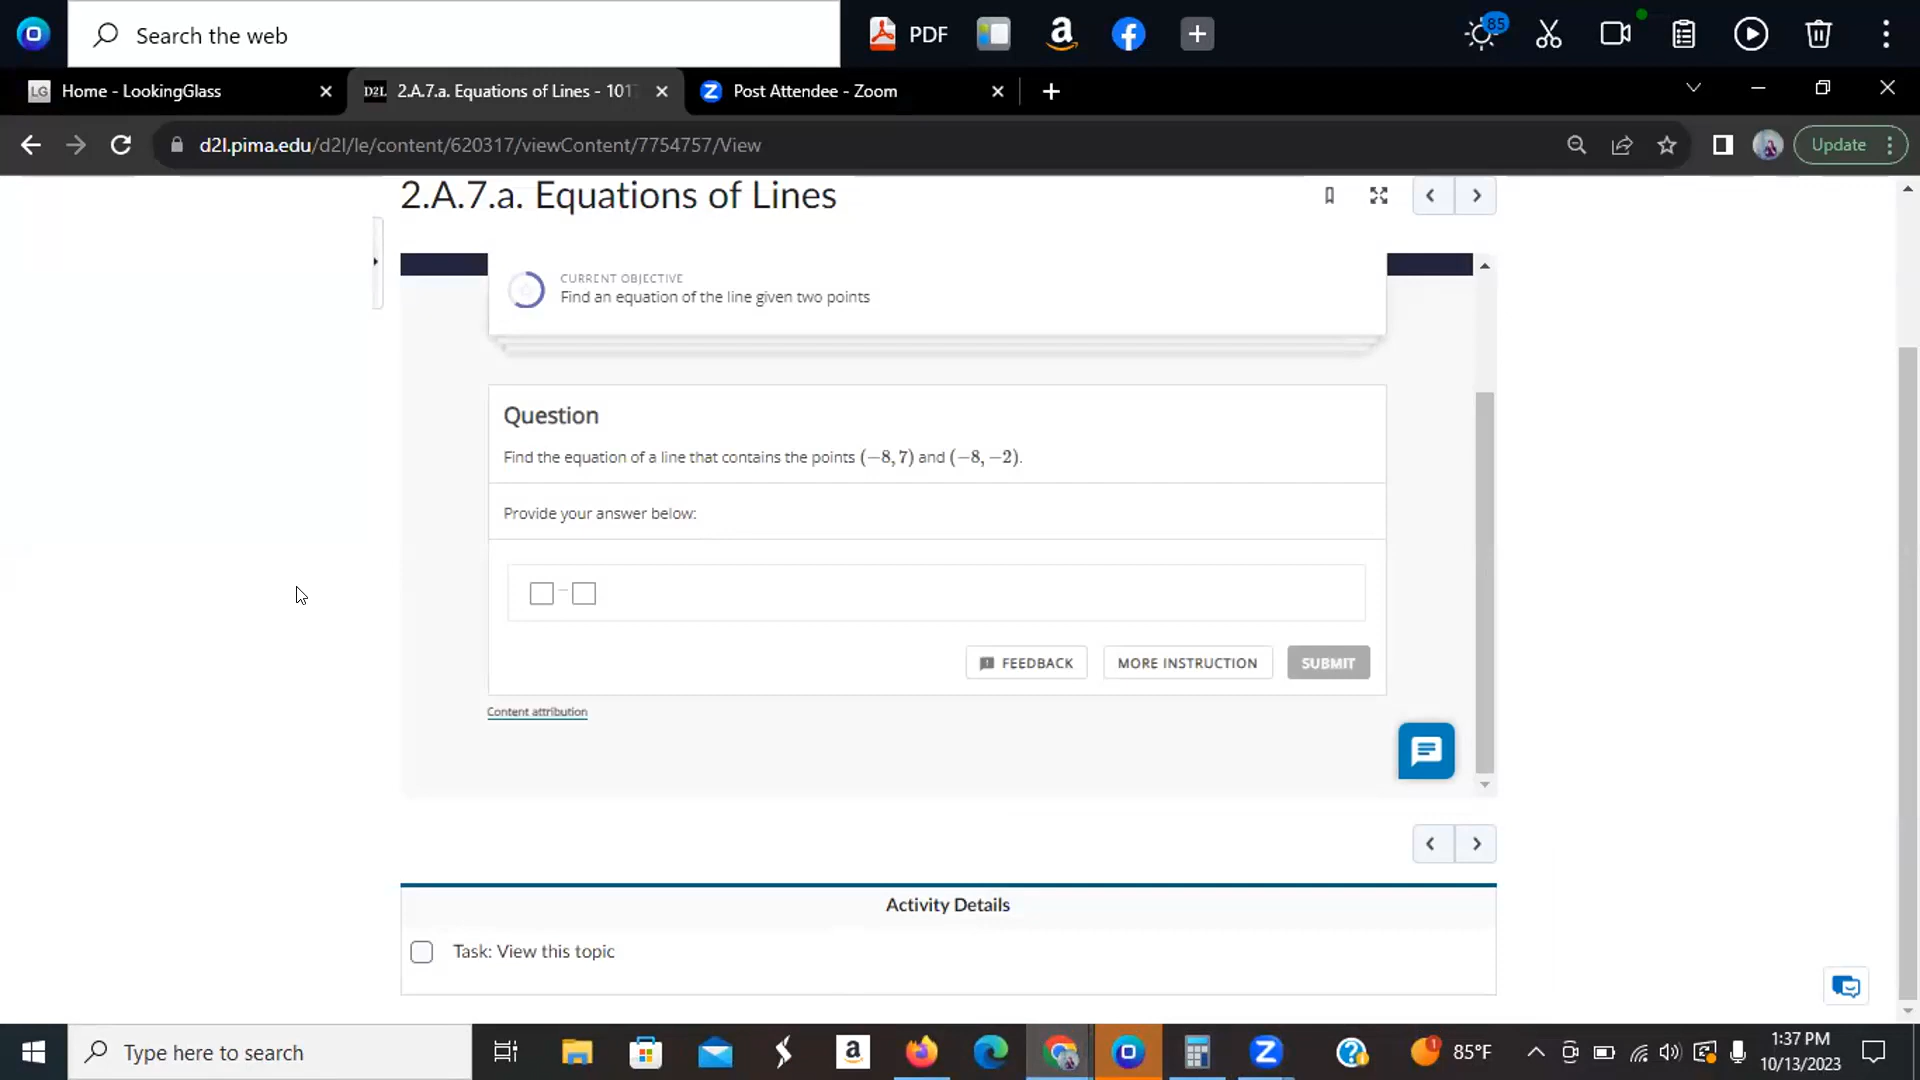 Search the web
PDF
85
LG Home - LookingGlass
D2L 2.A.7.a. Equations of Lines - 101
Post Attendee - Zoom
d2l.pima.edu/d2l/le/content/620317/viewContent/7754757/View
Update
2.A.7.a. Equations of Lines
CURRENT OBJECTIVE
Find an equation of the line given two points
Question
Find the equation of a line that contains the points (−8, 7) and (−8, −2).
Provide your answer below:
□ = □
FEEDBACK
MORE INSTRUCTION
SUBMIT
Content attribution
Activity Details
Task: View this topic
Type here to search
85°F
1:37 PM
10/13/2023